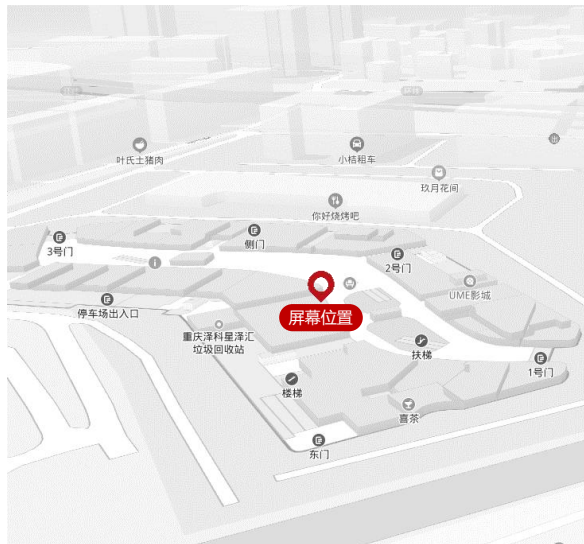 叶氏土猪肉
小桔租车
玖月花间
你好烧烤吧
3号门
侧门
2号门
UME影城
停车场出入口
屏幕位置
重庆泽科星泽汇
垃圾回收站
扶梯
1号门
楼梯
喜茶
东门